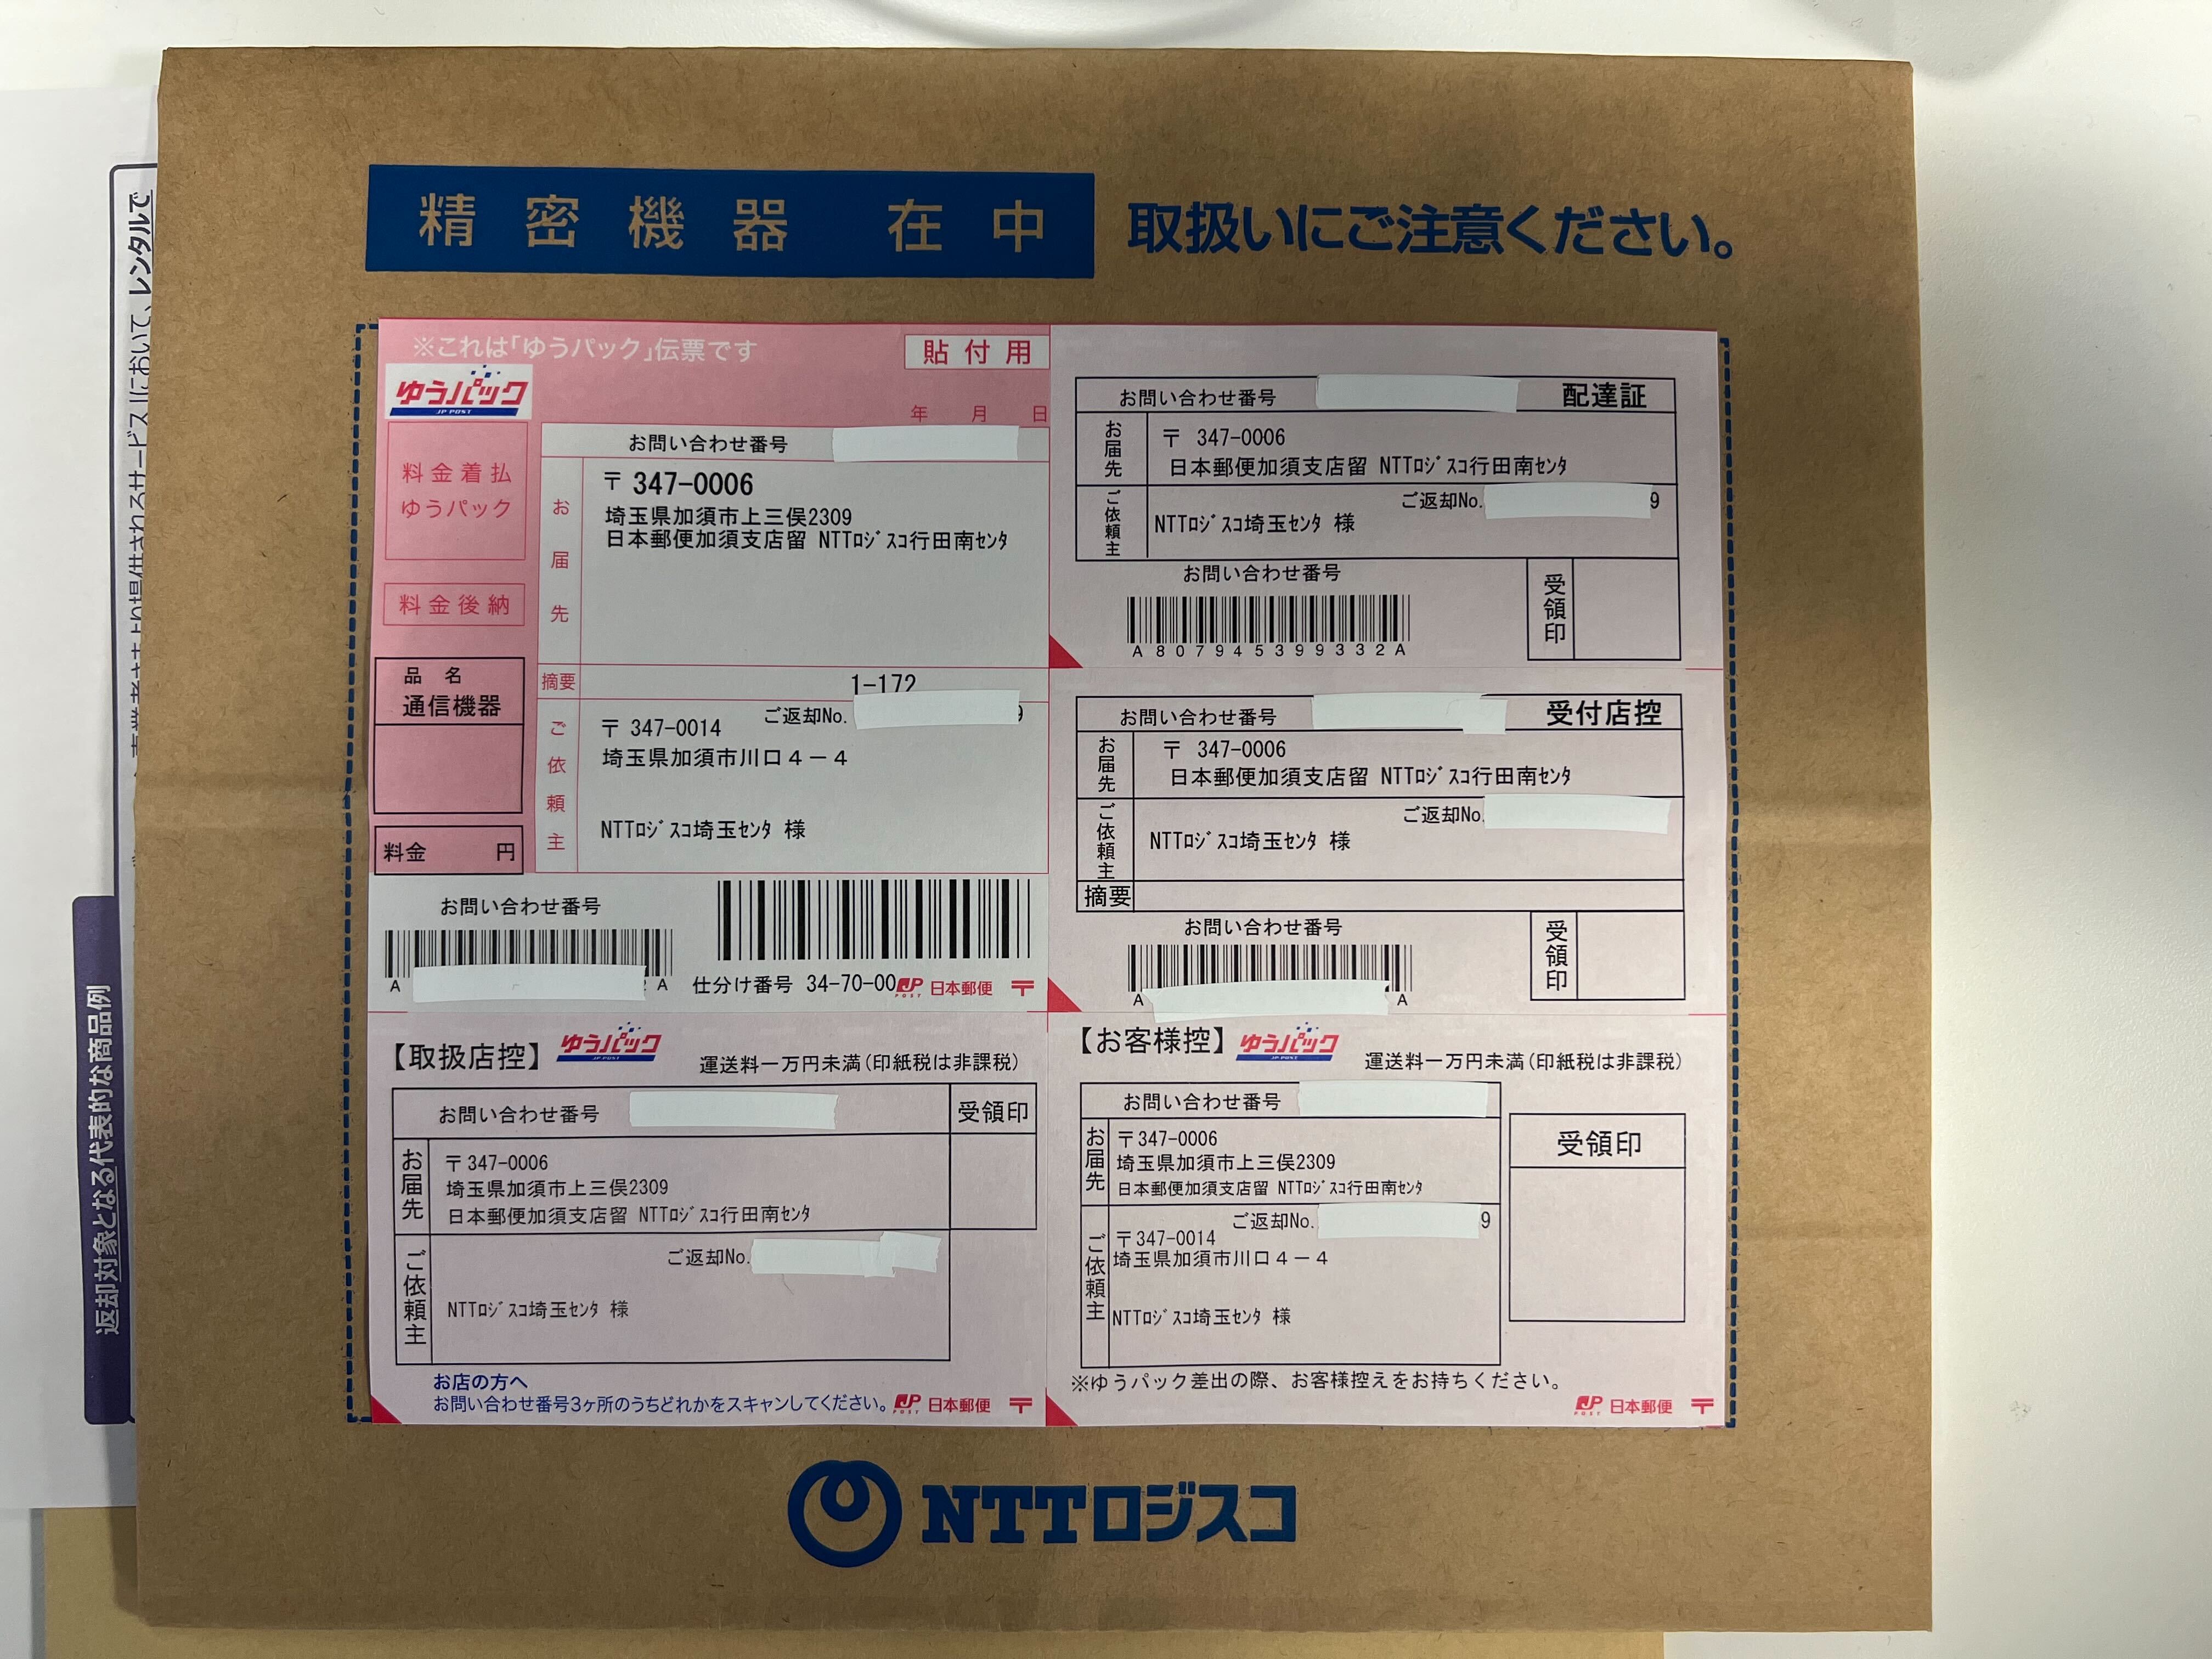 精密機器 在中 取扱いにご注意ください。
※これは「ゆうパック」伝票です
貼付用
ゆうパック
JP POST
年 月 日
料金着払
ゆうパック
料金後納
品 名
通信機器
料金 円
お問い合わせ番号
お届先
〒 347-0006
埼玉県加須市上三俣2309
日本郵便加須支店留 NTTﾛｼﾞｽｺ行田南ｾﾝﾀ
摘要
1-172
ご依頼主
ご返却No.
〒 347-0014
埼玉県加須市川口４－４
NTTﾛｼﾞｽｺ埼玉ｾﾝﾀ 様
お問い合わせ番号
A A
仕分け番号 34-70-00
JP POST 日本郵便 〒
お問い合わせ番号 配達証
お届先
〒 347-0006
日本郵便加須支店留 NTTﾛｼﾞｽｺ行田南ｾﾝﾀ
ご依頼主
ご返却No. 9
NTTﾛｼﾞｽｺ埼玉ｾﾝﾀ 様
お問い合わせ番号
A807945399332A
受領印
お問い合わせ番号 受付店控
お届先
〒 347-0006
日本郵便加須支店留 NTTﾛｼﾞｽｺ行田南ｾﾝﾀ
ご依頼主
ご返却No.
NTTﾛｼﾞｽｺ埼玉ｾﾝﾀ 様
摘要
お問い合わせ番号
A A
受領印
【取扱店控】 ゆうパック
JP POST
運送料一万円未満(印紙税は非課税)
お問い合わせ番号
受領印
お届先
〒347-0006
埼玉県加須市上三俣2309
日本郵便加須支店留 NTTﾛｼﾞｽｺ行田南ｾﾝﾀ
ご依頼主
ご返却No.
NTTﾛｼﾞｽｺ埼玉ｾﾝﾀ 様
お店の方へ
お問い合わせ番号3ヶ所のうちどれかをスキャンしてください。
JP POST 日本郵便 〒
【お客様控】 ゆうパック
JP POST
運送料一万円未満(印紙税は非課税)
お問い合わせ番号
お届先
〒347-0006
埼玉県加須市上三俣2309
日本郵便加須支店留 NTTﾛｼﾞｽｺ行田南ｾﾝﾀ
ご依頼主
ご返却No. 9
〒347-0014
埼玉県加須市川口４－４
NTTﾛｼﾞｽｺ埼玉ｾﾝﾀ 様
受領印
※ゆうパック差出の際、お客様控えをお持ちください。
JP POST 日本郵便 〒
NTTロジスコ
されるサービスにおいて、レンタルで
返却対象となる代表的な商品例